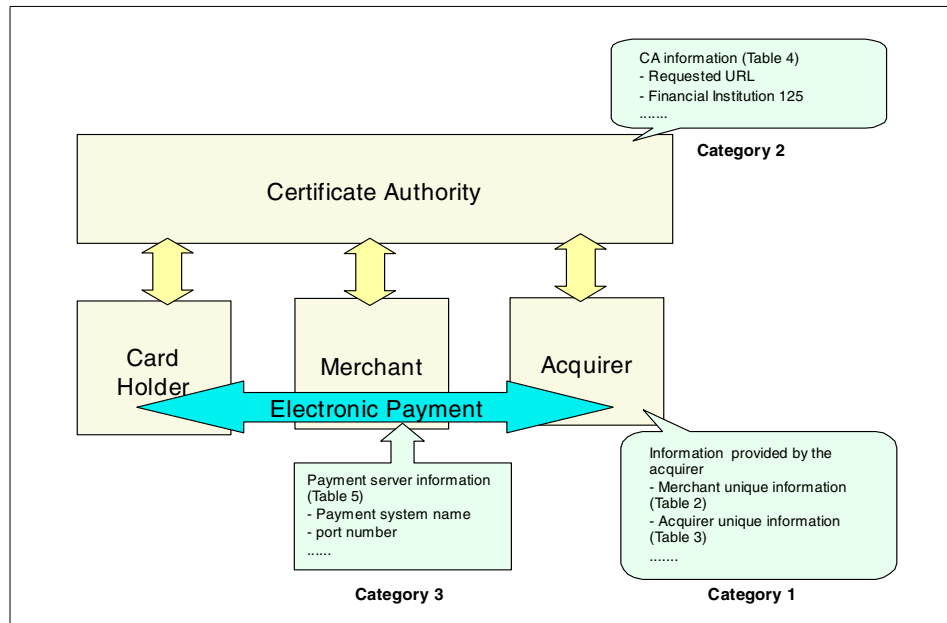 CA information (Table 4)
- Requested URL
- Financial Institution 125
.......
Category 2
Certificate Authority
Card
Holder
Merchant
Acquirer
Electronic Payment
Payment server information
(Table 5)
- Payment system name
- port number
......
Category 3
Information provided by the
acquirer
- Merchant unique information
(Table 2)
- Acquirer unique information
(Table 3)
.......
Category 1